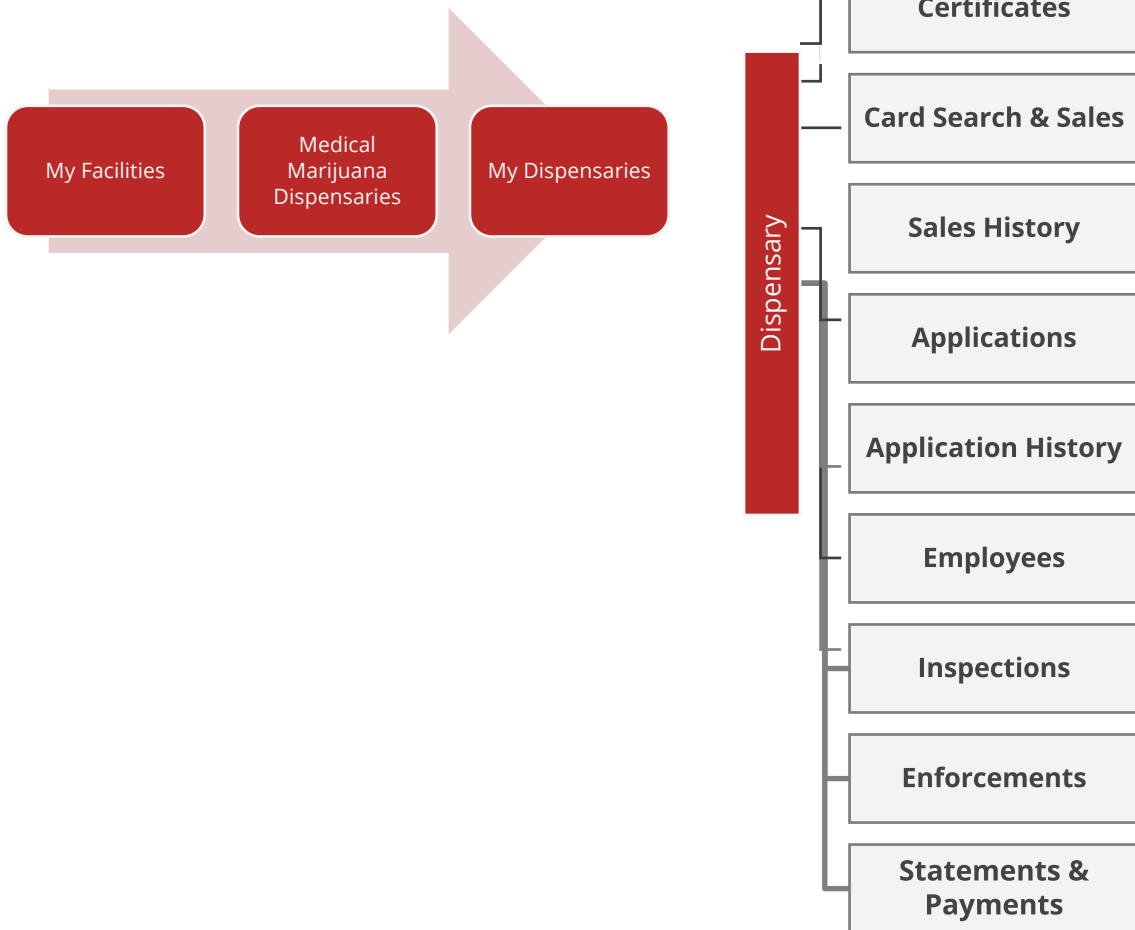 My Facilities
Medical
Marijuana
Dispensaries
My Dispensaries
Dispensary
Certificates
Card Search & Sales
Sales History
Applications
Application History
Employees
Inspections
Enforcements
Statements &
Payments